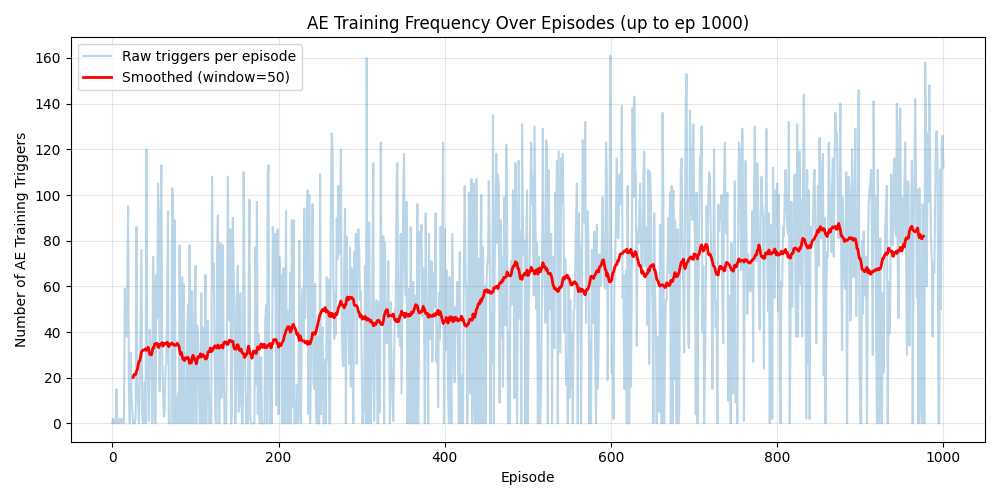 AE Training Frequency Over Episodes (up to ep 1000)
Raw triggers per episode
Smoothed (window=50)
Number of AE Training Triggers
160
140
120
100
80
60
40
20
0
0 200 400 600 800 1000
Episode